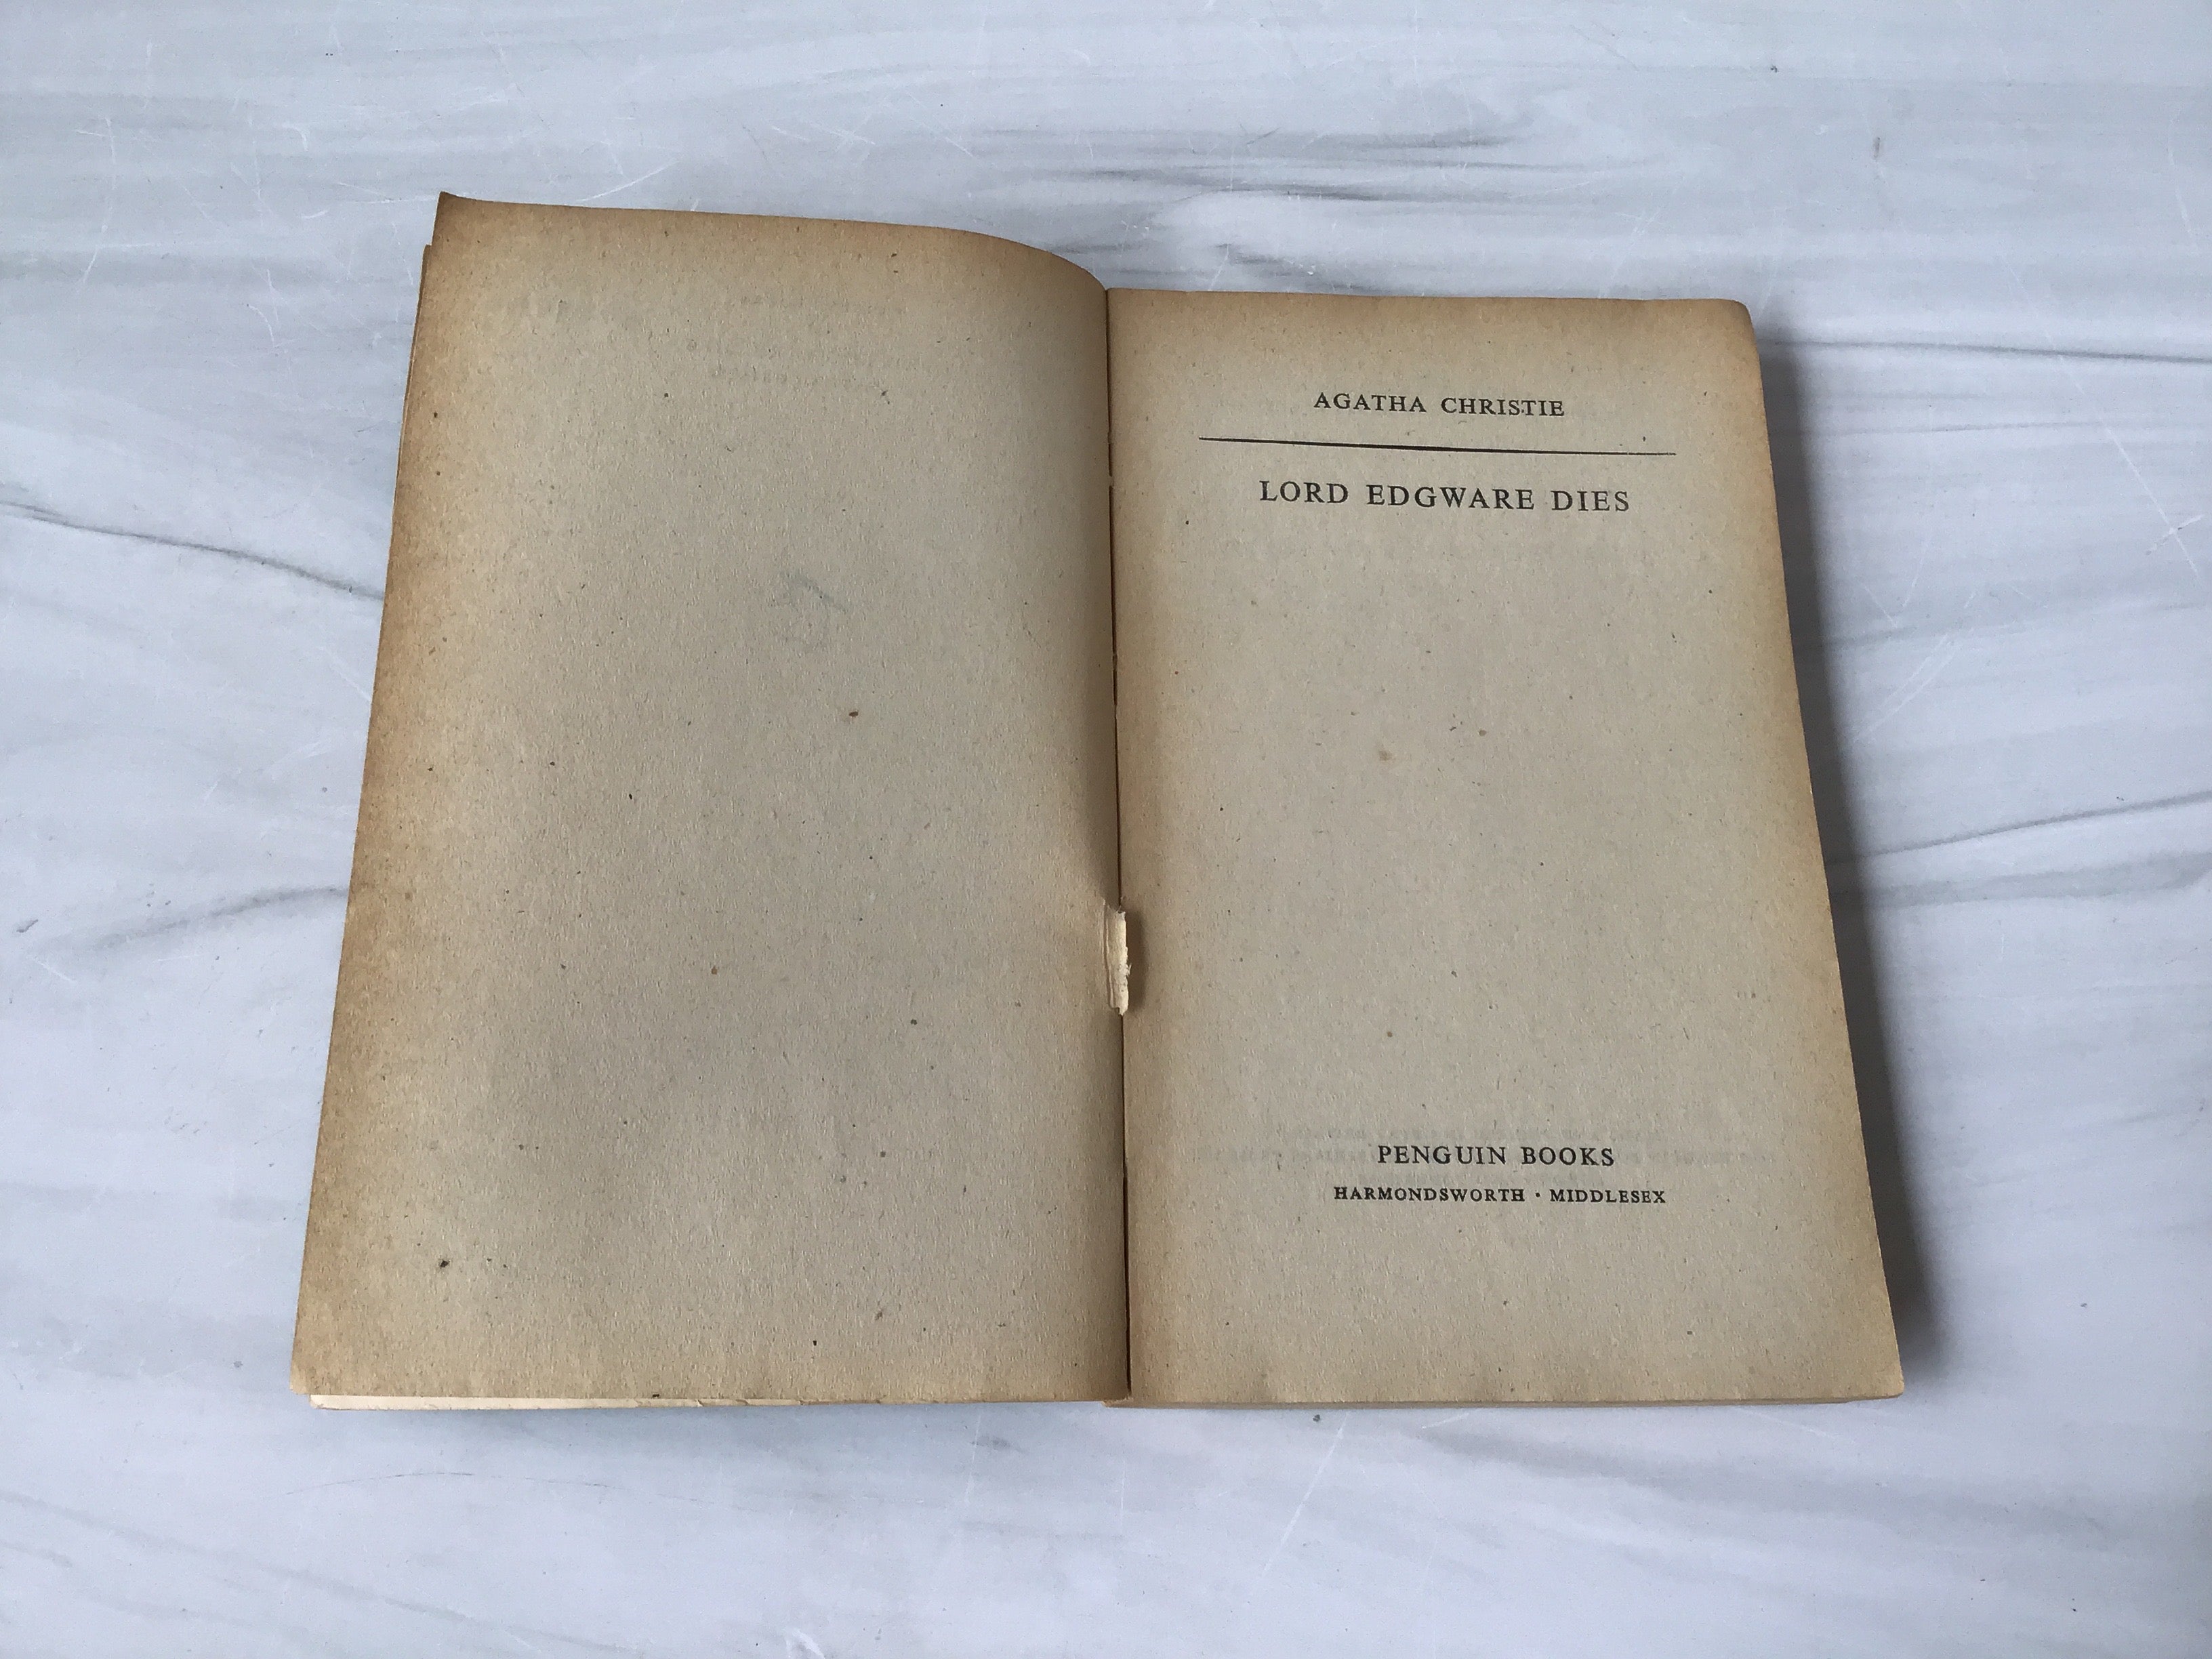 AGATHA CHRISTIE
LORD EDGWARE DIES
PENGUIN BOOKS
HARMONDSWORTH · MIDDLESEX